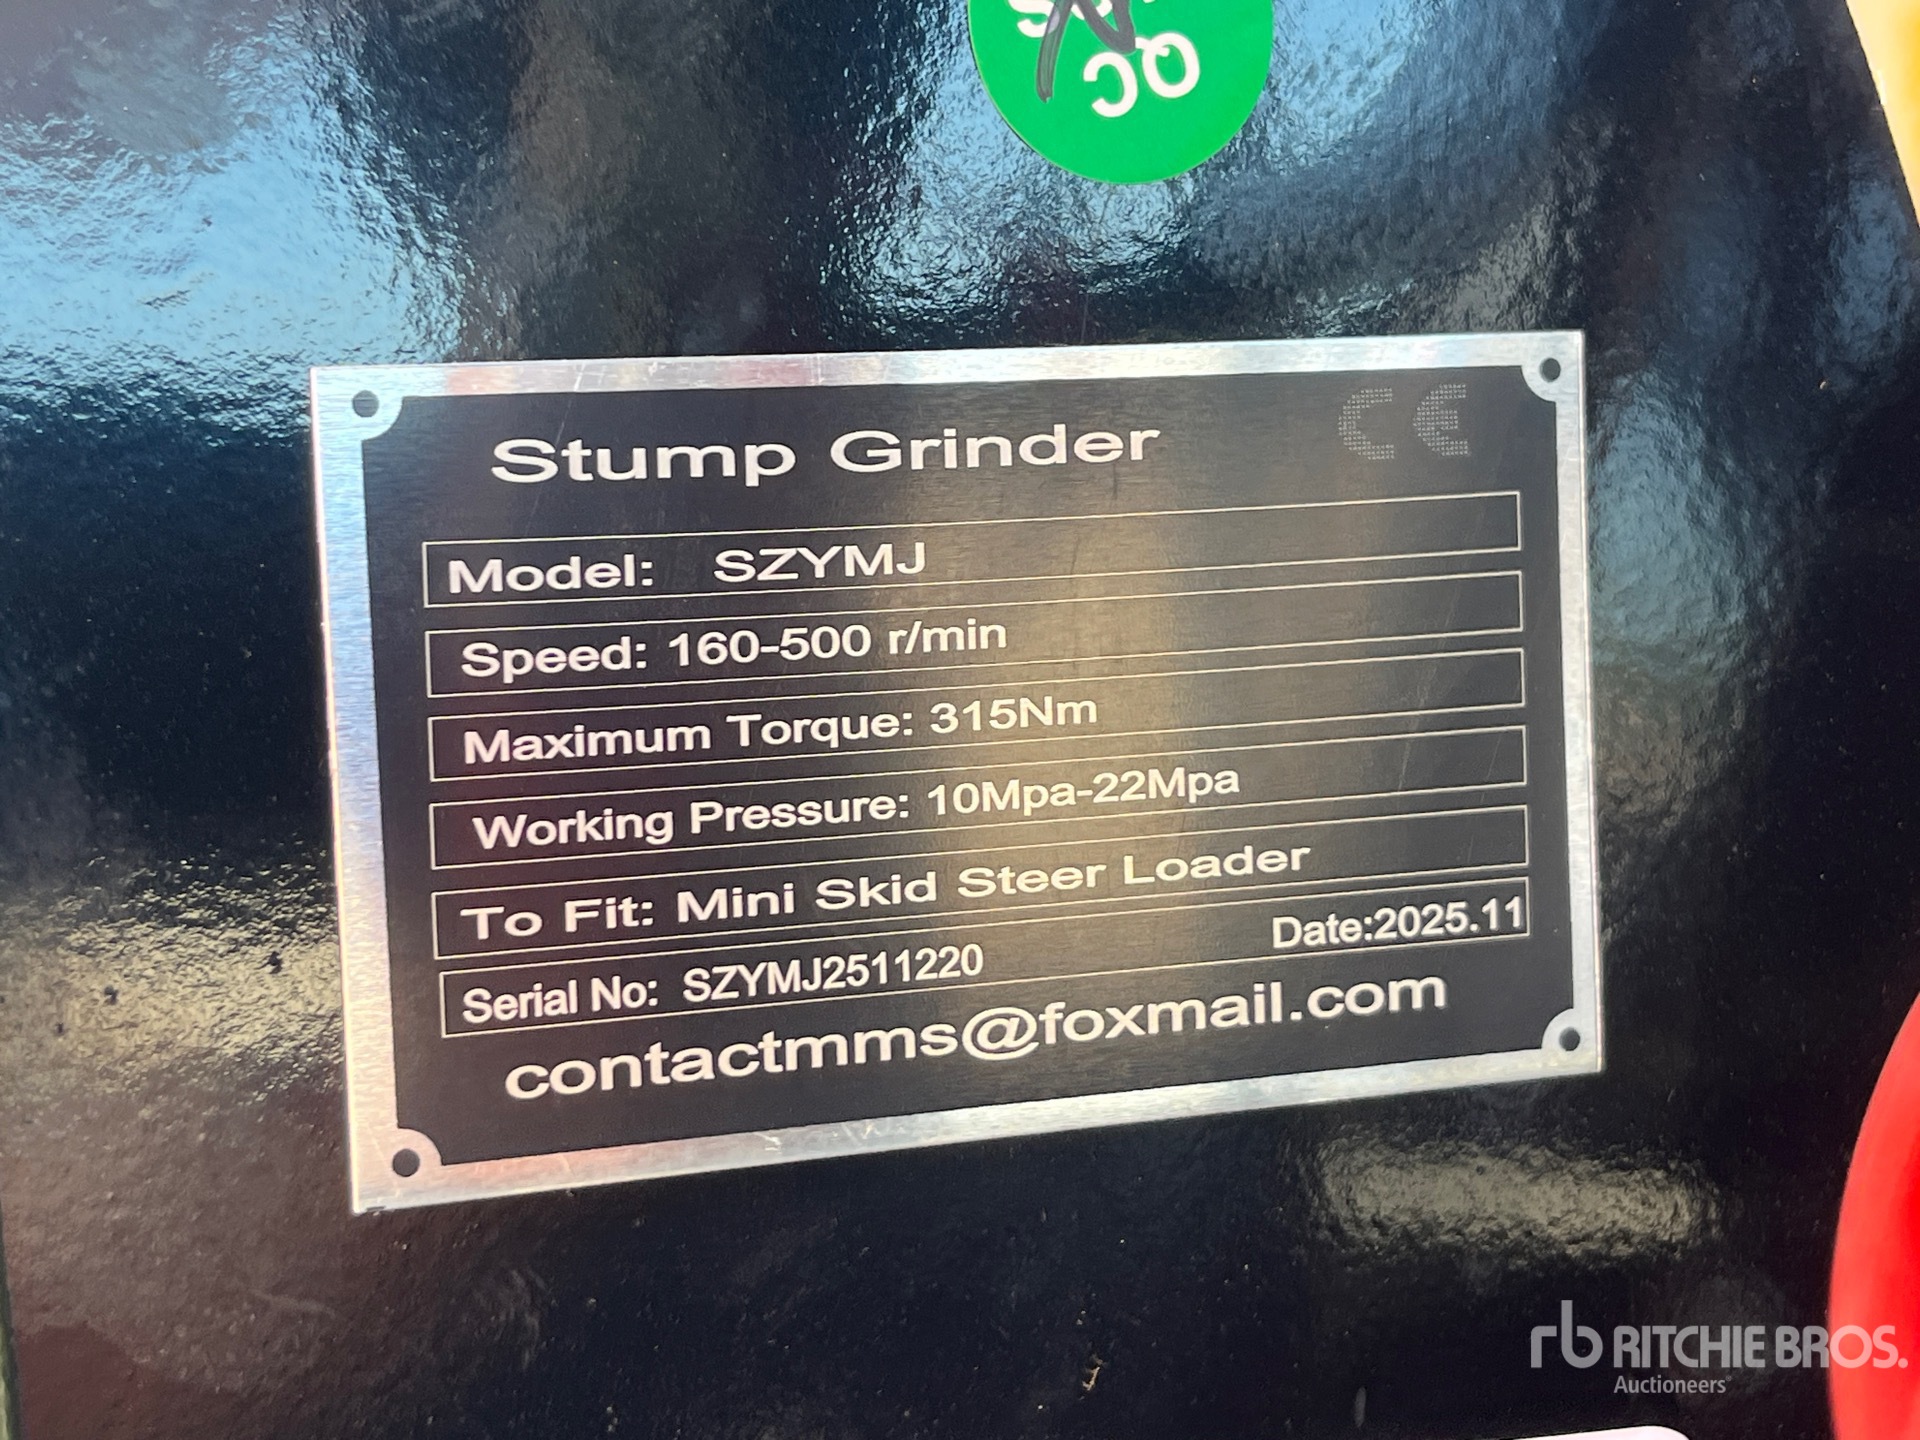 QC
Stump Grinder
CE
Model: SZYMJ
Speed: 160-500 r/min
Maximum Torque: 315Nm
Working Pressure: 10Mpa-22Mpa
To Fit: Mini Skid Steer Loader
Serial No: SZYMJ2511220 Date:2025.11
contactmms@foxmail.com
rb RITCHIE BROS.
Auctioneers